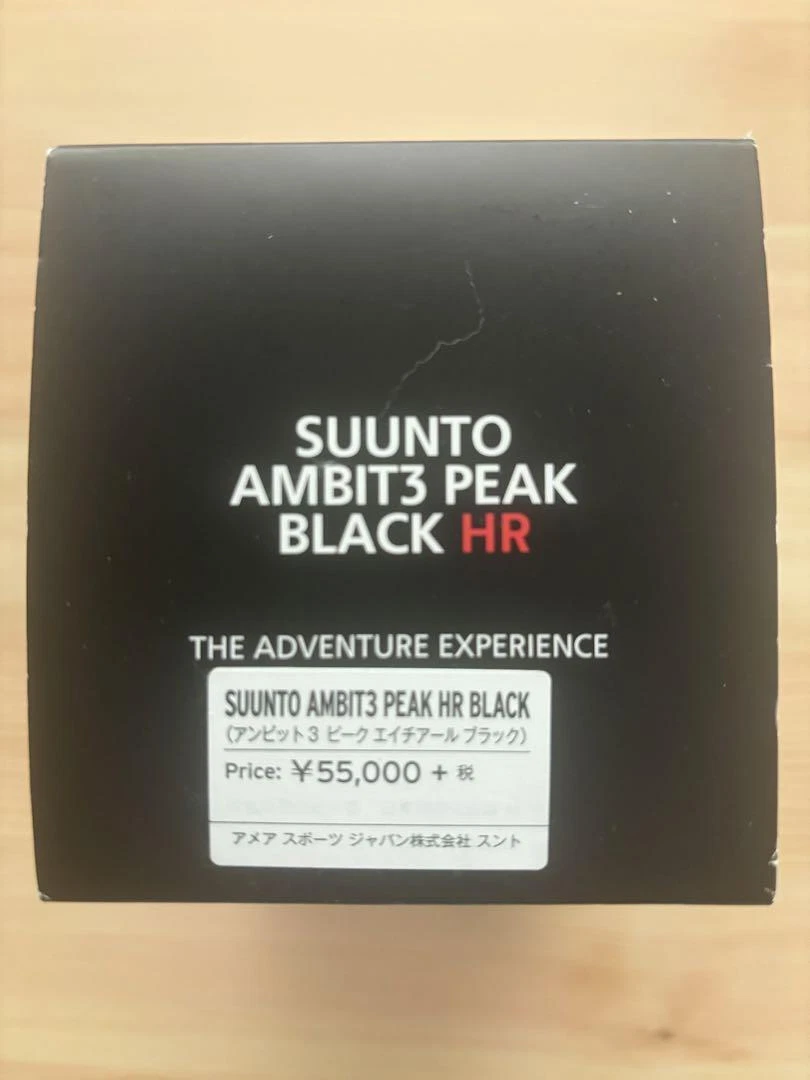 SUUNTO
AMBIT3 PEAK
BLACK HR
THE ADVENTURE EXPERIENCE
SUUNTO AMBIT3 PEAK HR BLACK
(アンビット3 ピーク エイチアール ブラック)
Price: ¥55,000 + 税
アメア スポーツ ジャパン株式会社 スント